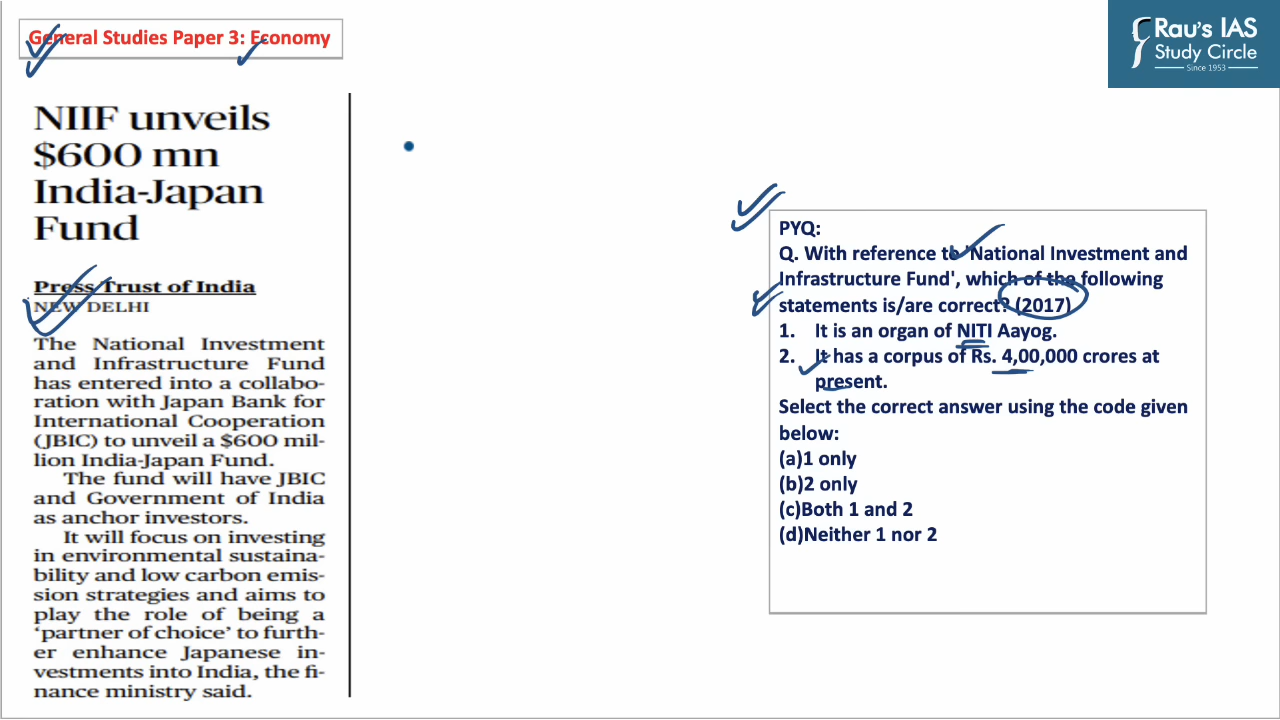 General Studies Paper 3: Economy
Rau's IAS
Study Circle
Since 1953
NIIF unveils
$600 mn
India-Japan
Fund
Press Trust of India
NEW DELHI
The National Investment
and Infrastructure Fund
has entered into a collabo-
ration with Japan Bank for
International Cooperation
(JBIC) to unveil a $600 mil-
lion India-Japan Fund.
The fund will have JBIC
and Government of India
as anchor investors.
It will focus on investing
in environmental sustaina-
bility and low carbon emis-
sion strategies and aims to
play the role of being a
'partner of choice' to furth-
er enhance Japanese in-
vestments into India, the fi-
nance ministry said.
PYQ:
Q. With reference to 'National Investment and
Infrastructure Fund', which of the following
statements is/are correct? (2017)
1. It is an organ of NITI Aayog.
2. It has a corpus of Rs. 4,00,000 crores at
present.
Select the correct answer using the code given
below:
(a)1 only
(b)2 only
(c)Both 1 and 2
(d)Neither 1 nor 2